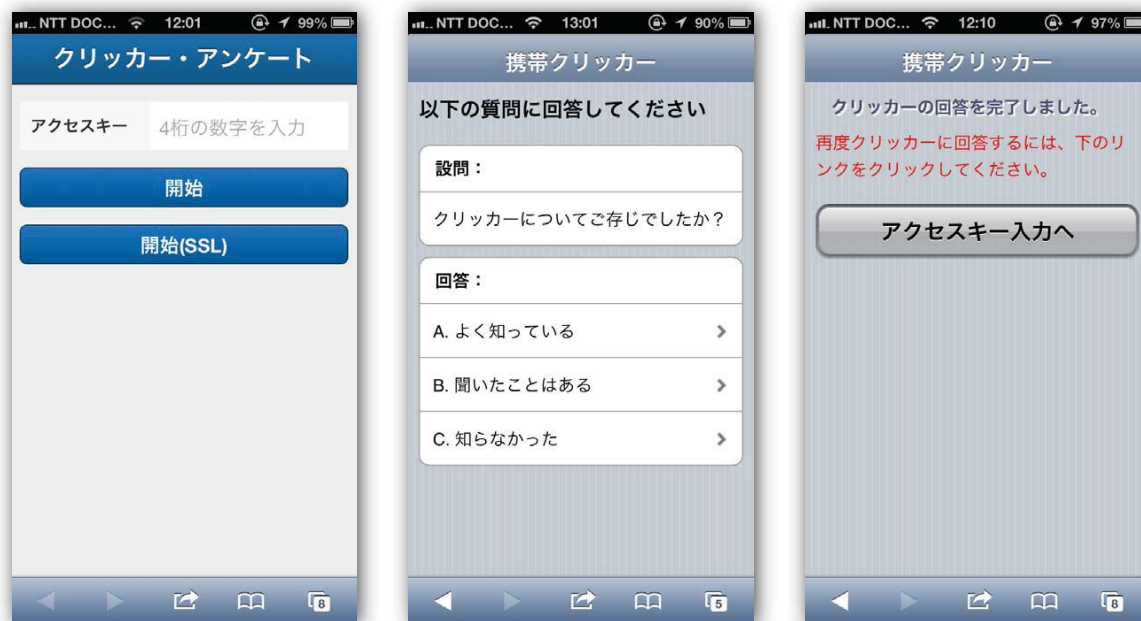 NTT DOC... 12:01 99%
クリッカー・アンケート
アクセスキー 4桁の数字を入力
開始
開始(SSL)
8
NTT DOC... 13:01 90%
携帯クリッカー
以下の質問に回答してください
設問：
クリッカーについてご存じでしたか？
回答：
A. よく知っている
B. 聞いたことはある
C. 知らなかった
5
NTT DOC... 12:10 97%
携帯クリッカー
クリッカーの回答を完了しました。
再度クリッカーに回答するには、下のリ
ンクをクリックしてください。
アクセスキー入力へ
8